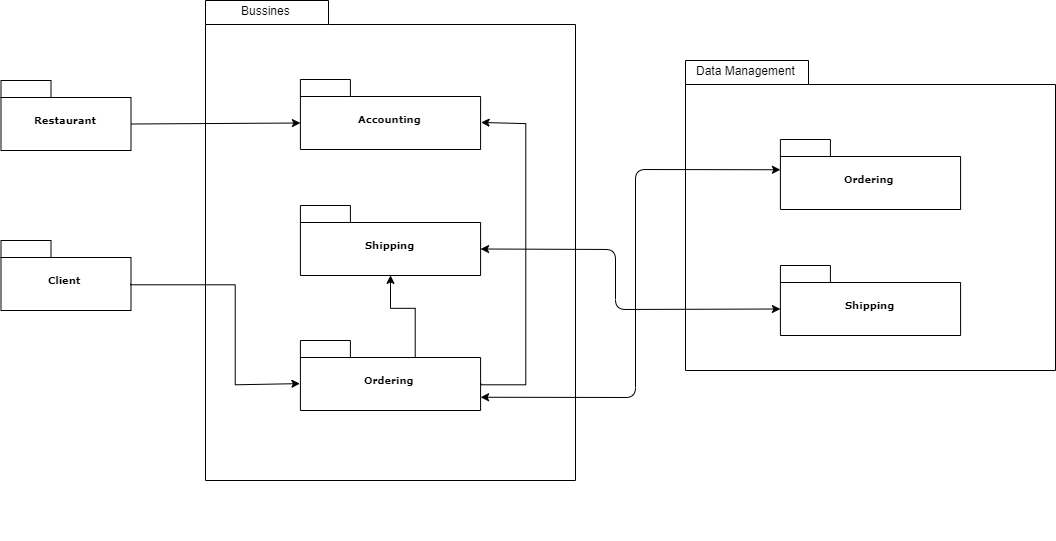 Bussines
Data Management
Restaurant
Accounting
Ordering
Shipping
Client
Shipping
Ordering